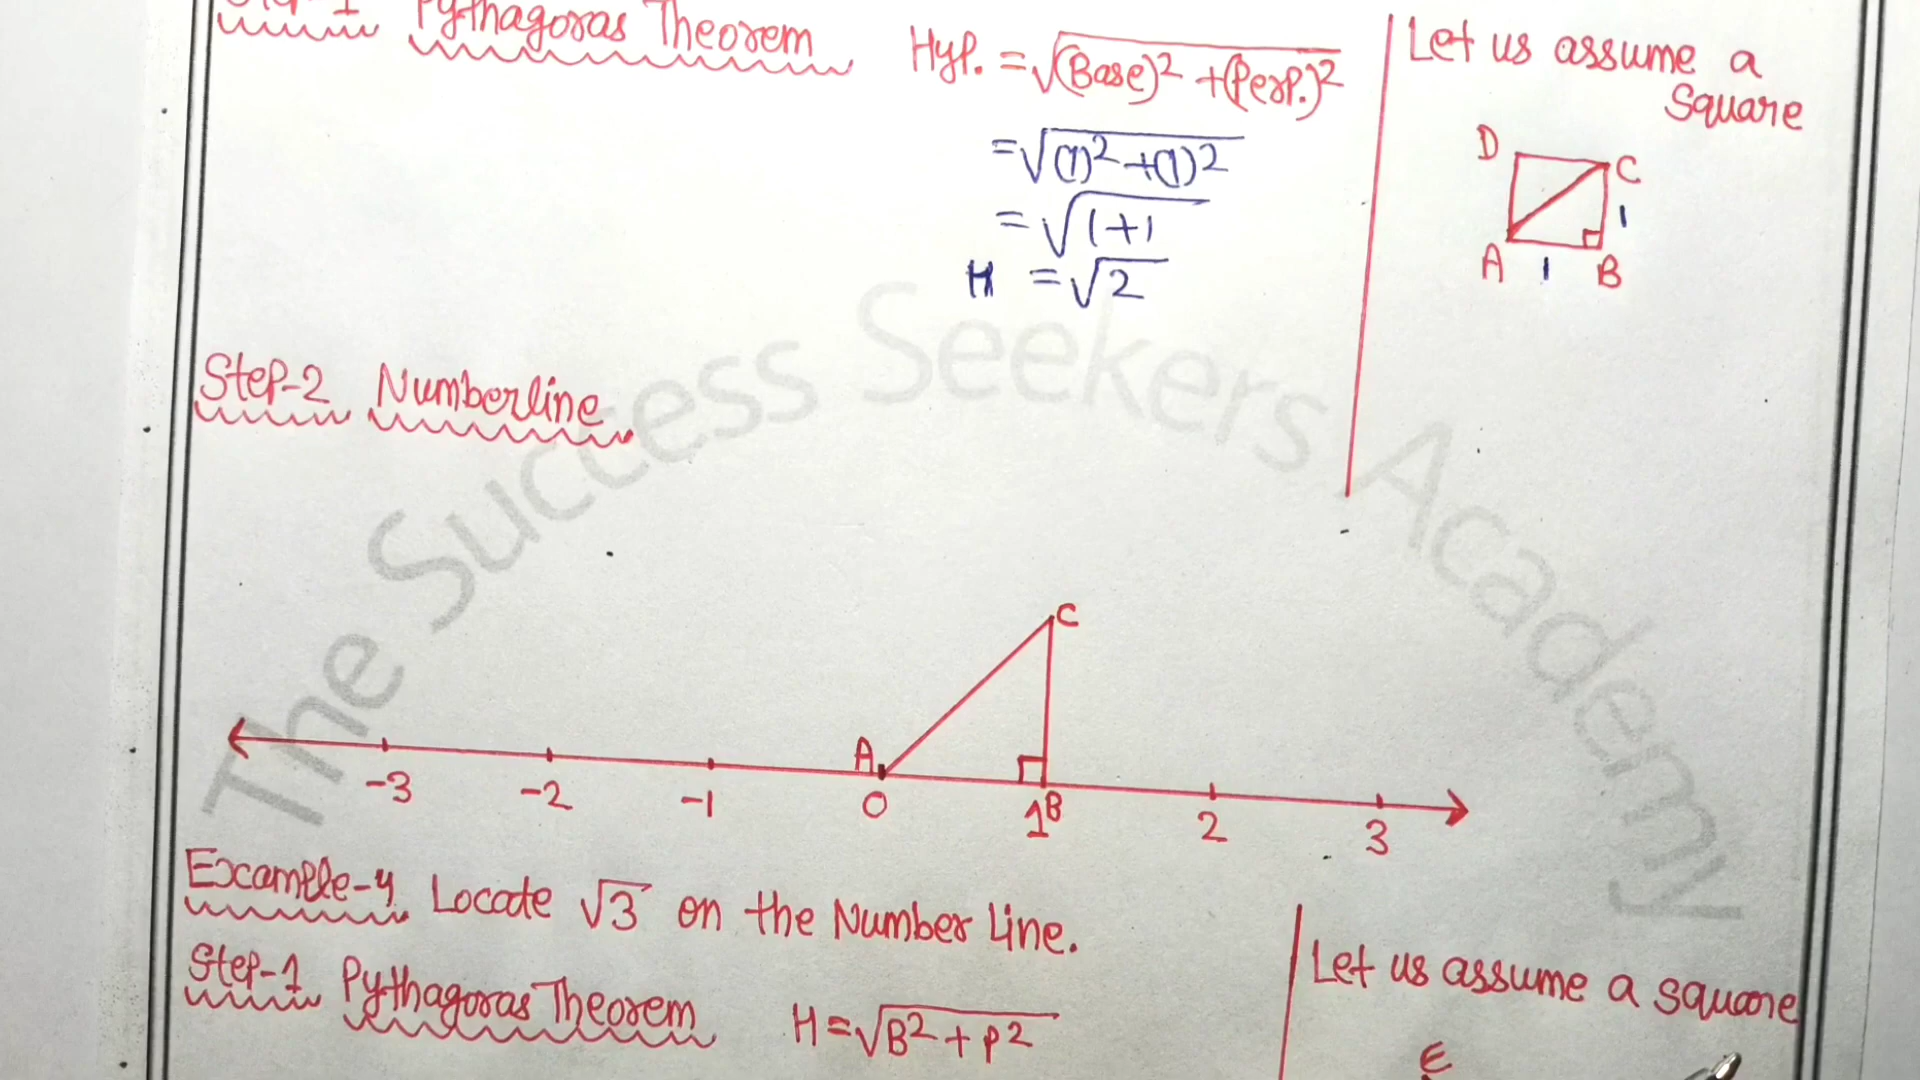 Step-1 Pythagoras Theorem
Hyp. = √(Base)² + (Perp.)²
= √(1)² + (1)²
= √1+1
H = √2
Let us assume a
Square
D
C
1
A 1 B
Step-2 Numberline
The Success Seekers Academy
C
A
-3 -2 -1 0 1 B 2 3
Example-4 Locate √3 on the Number Line.
Step-1 Pythagoras Theorem H = √B² + P²
Let us assume a square
E